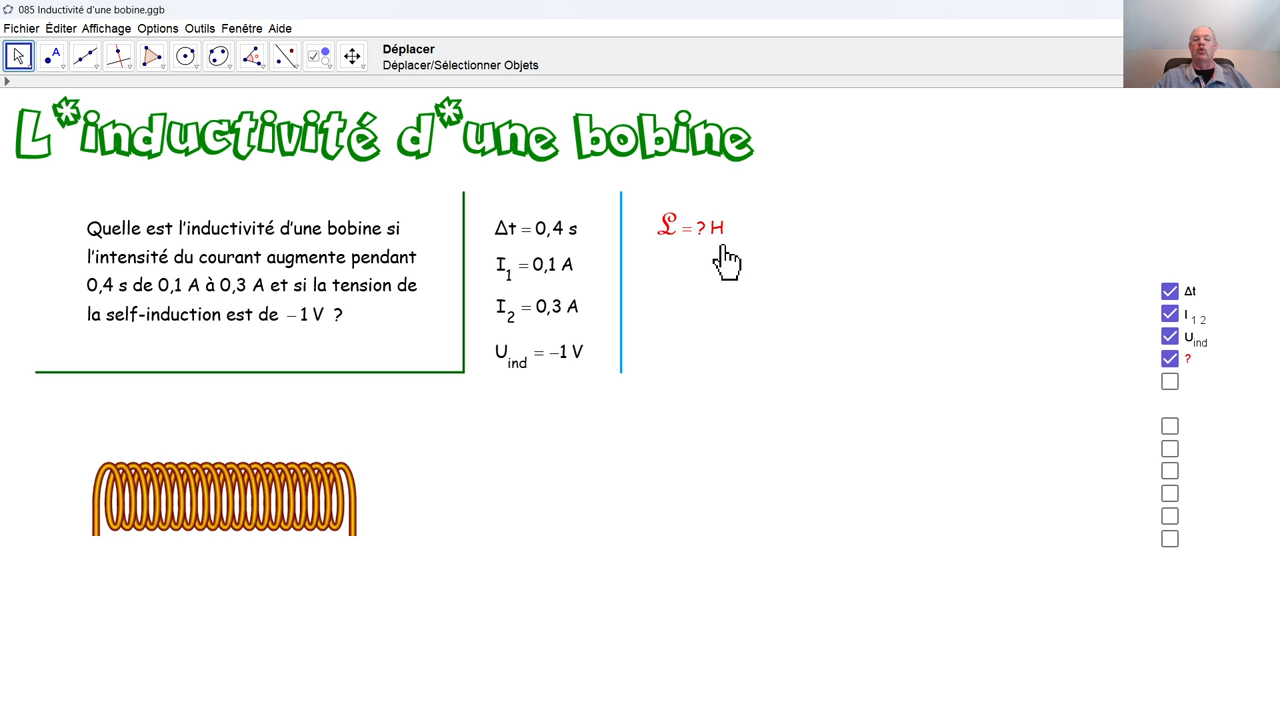 085 Inductivité d'une bobine.ggb
Fichier Éditer Affichage Options Outils Fenêtre Aide
A
Déplacer
Déplacer/Sélectionner Objets
L*inductivité d*une bobine
Quelle est l'inductivité d'une bobine si
l'intensité du courant augmente pendant
0,4 s de 0,1 A à 0,3 A et si la tension de
la self-induction est de −1 V ?
Δt = 0,4 s
I₁ = 0,1 A
I₂ = 0,3 A
U_ind = −1 V
ℒ = ? H
Δt
I 1 2
U_ind
?